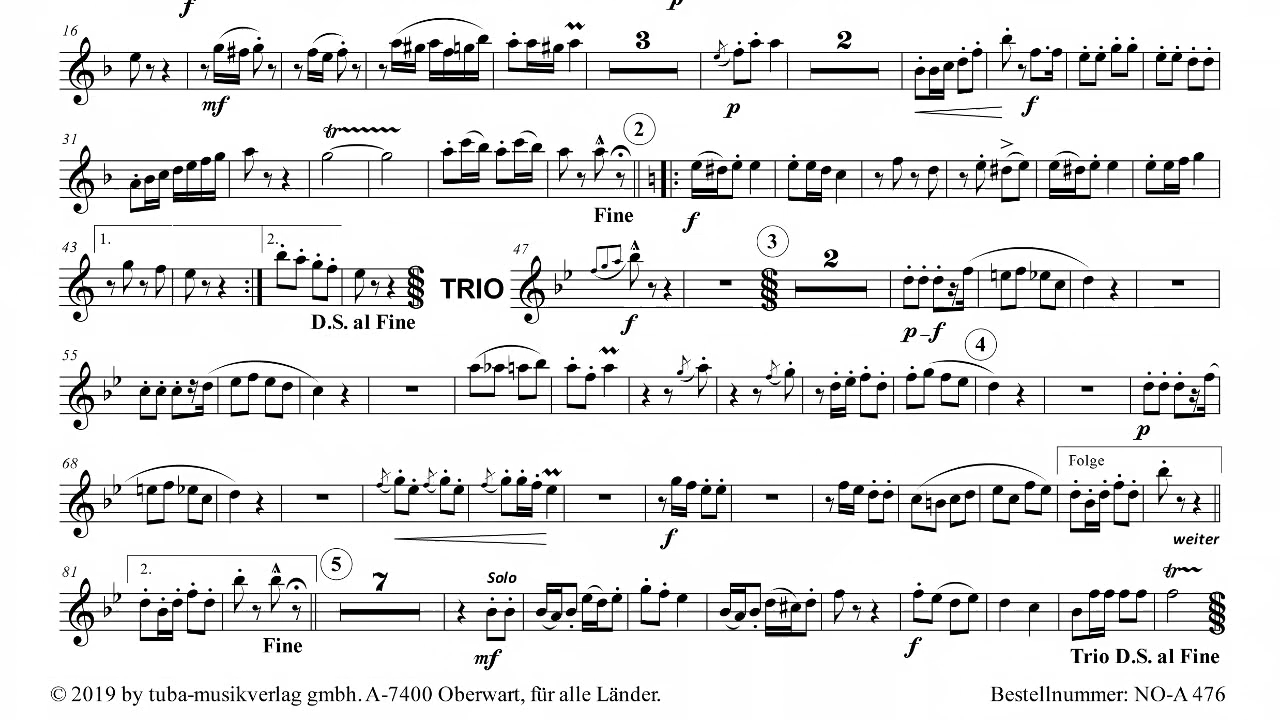 f p
16 3 2
mf p f
31 tr 2
Fine f
43 1. 2. TRIO 47 3 2
D.S. al Fine f p – f
55 4
p
68 Folge
f weiter
81 2. 5 7 Solo tr
Fine mf f Trio D.S. al Fine
© 2019 by tuba-musikverlag gmbh. A-7400 Oberwart, für alle Länder. Bestellnummer: NO-A 476